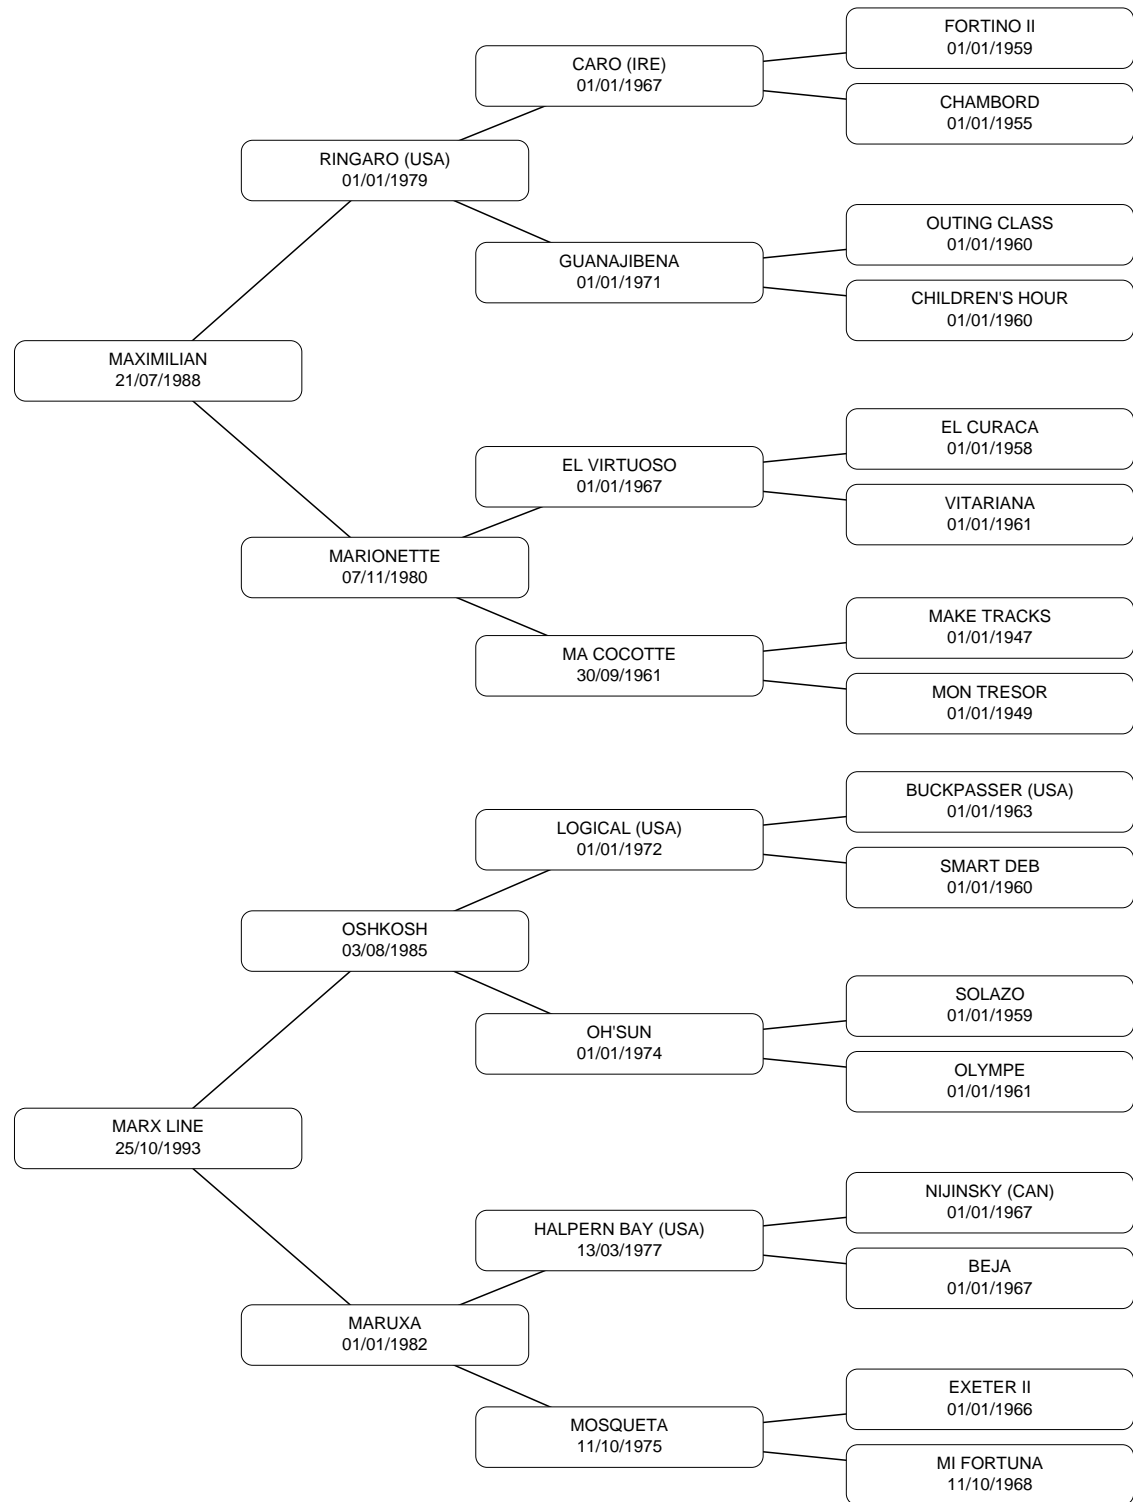 FORTINO II
01/01/1959
CARO (IRE)
01/01/1967
CHAMBORD
01/01/1955
RINGARO (USA)
01/01/1979
OUTING CLASS
01/01/1960
GUANAJIBENA
01/01/1971
CHILDREN'S HOUR
01/01/1960
MAXIMILIAN
21/07/1988
EL CURACA
01/01/1958
EL VIRTUOSO
01/01/1967
VITARIANA
01/01/1961
MARIONETTE
07/11/1980
MAKE TRACKS
01/01/1947
MA COCOTTE
30/09/1961
MON TRESOR
01/01/1949
BUCKPASSER (USA)
01/01/1963
LOGICAL (USA)
01/01/1972
SMART DEB
01/01/1960
OSHKOSH
03/08/1985
SOLAZO
01/01/1959
OH'SUN
01/01/1974
OLYMPE
01/01/1961
MARX LINE
25/10/1993
NIJINSKY (CAN)
01/01/1967
HALPERN BAY (USA)
13/03/1977
BEJA
01/01/1967
MARUXA
01/01/1982
EXETER II
01/01/1966
MOSQUETA
11/10/1975
MI FORTUNA
11/10/1968